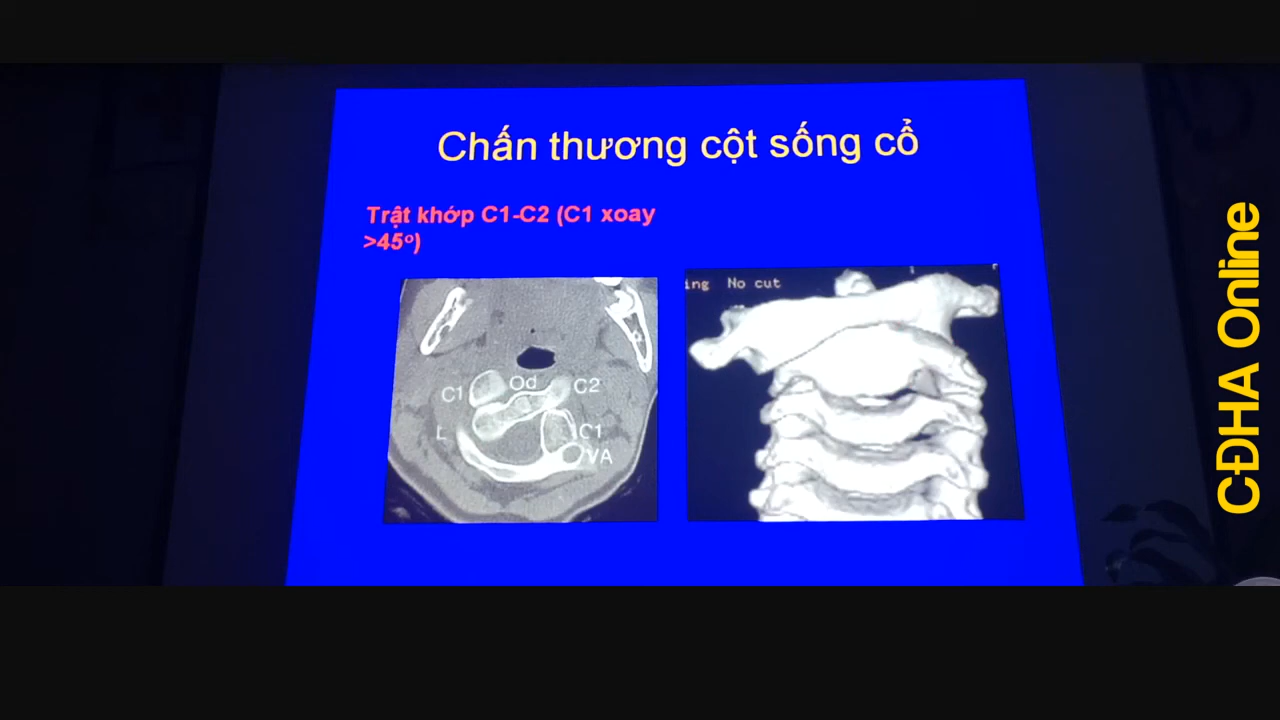 Chấn thương cột sống cổ
Trật khớp C1-C2 (C1 xoay
>45º)
ing No cut
C1 Od C2
L C1
VA
CĐHA Online